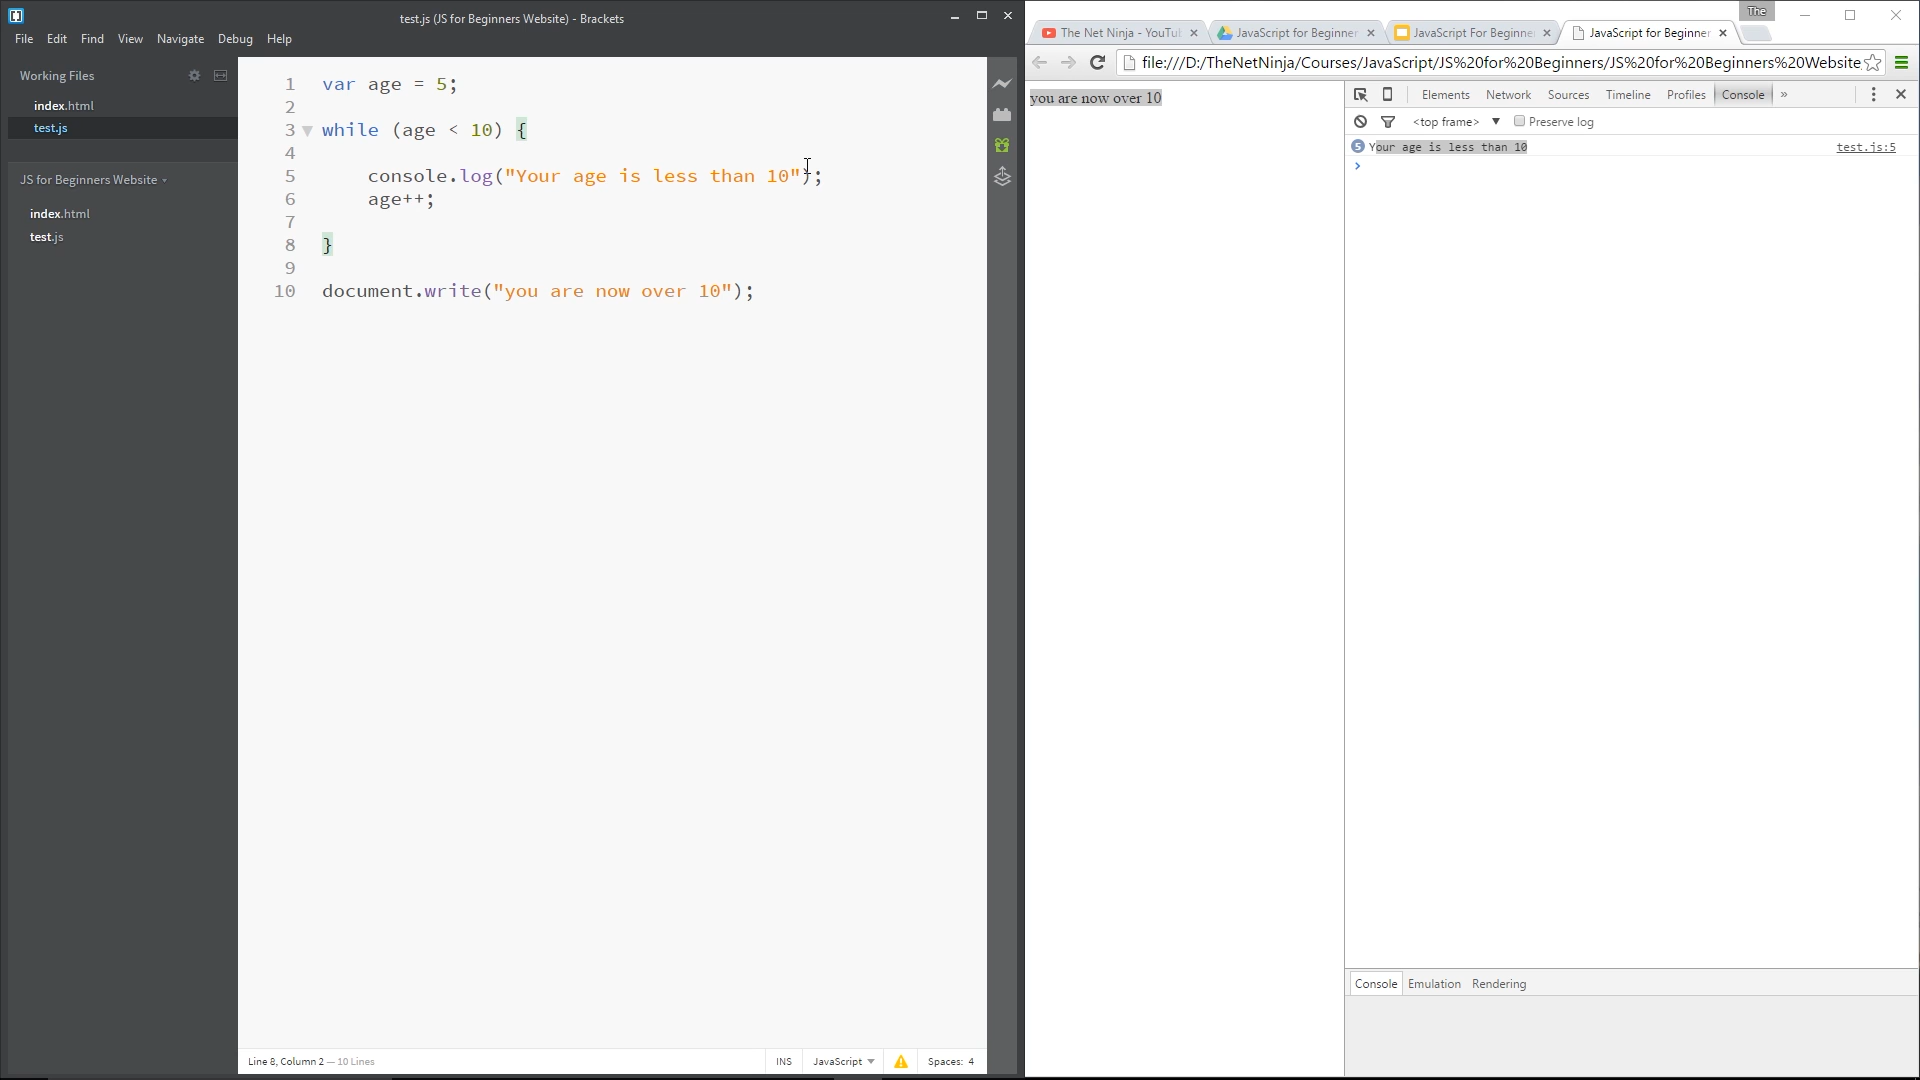 test.js (JS for Beginners Website) - Brackets
File Edit Find View Navigate Debug Help
Working Files
index.html
test.js
JS for Beginners Website
index.html
test.js
1 var age = 5;
2
3 while (age < 10) {
4
5 console.log("Your age is less than 10");
6 age++;
7
8 }
9
10 document.write("you are now over 10");
Line 8, Column 2 — 10 Lines
INS JavaScript Spaces: 4
The
The Net Ninja - YouTu
JavaScript for Beginner
JavaScript For Beginne
JavaScript for Beginner
file:///D:/TheNetNinja/Courses/JavaScript/JS%20for%20Beginners/JS%20for%20Beginners%20Website
you are now over 10
Elements Network Sources Timeline Profiles Console »
<top frame> ▼ Preserve log
5 Your age is less than 10 test.js:5
>
Console Emulation Rendering